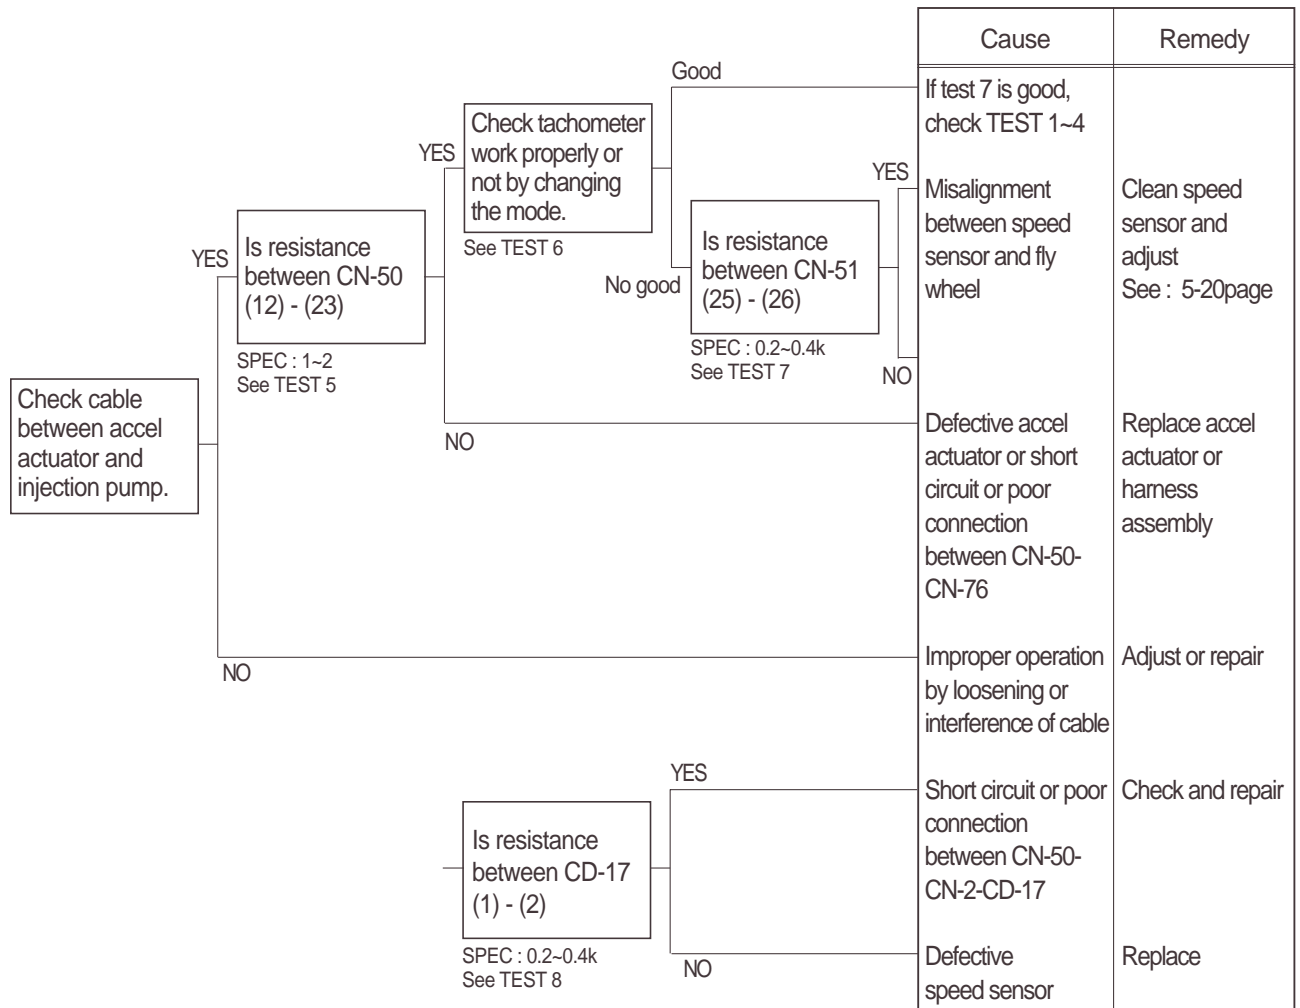 Cause
Remedy
Good
If test 7 is good,
check TEST 1~4
YES
Check tachometer
work properly or
not by changing
the mode.
See TEST 6
YES
Misalignment
between speed
sensor and fly
wheel
Clean speed
sensor and
adjust
See : 5-20page
YES
Is resistance
between CN-50
(12) - (23)
SPEC : 1~2
See TEST 5
No good
Is resistance
between CN-51
(25) - (26)
SPEC : 0.2~0.4k
See TEST 7
NO
Check cable
between accel
actuator and
injection pump.
NO
Defective accel
actuator or short
circuit or poor
connection
between CN-50-
CN-76
Replace accel
actuator or
harness
assembly
NO
Improper operation
by loosening or
interference of cable
Adjust or repair
YES
Is resistance
between CD-17
(1) - (2)
SPEC : 0.2~0.4k
See TEST 8
Short circuit or poor
connection
between CN-50-
CN-2-CD-17
Check and repair
NO
Defective
speed sensor
Replace